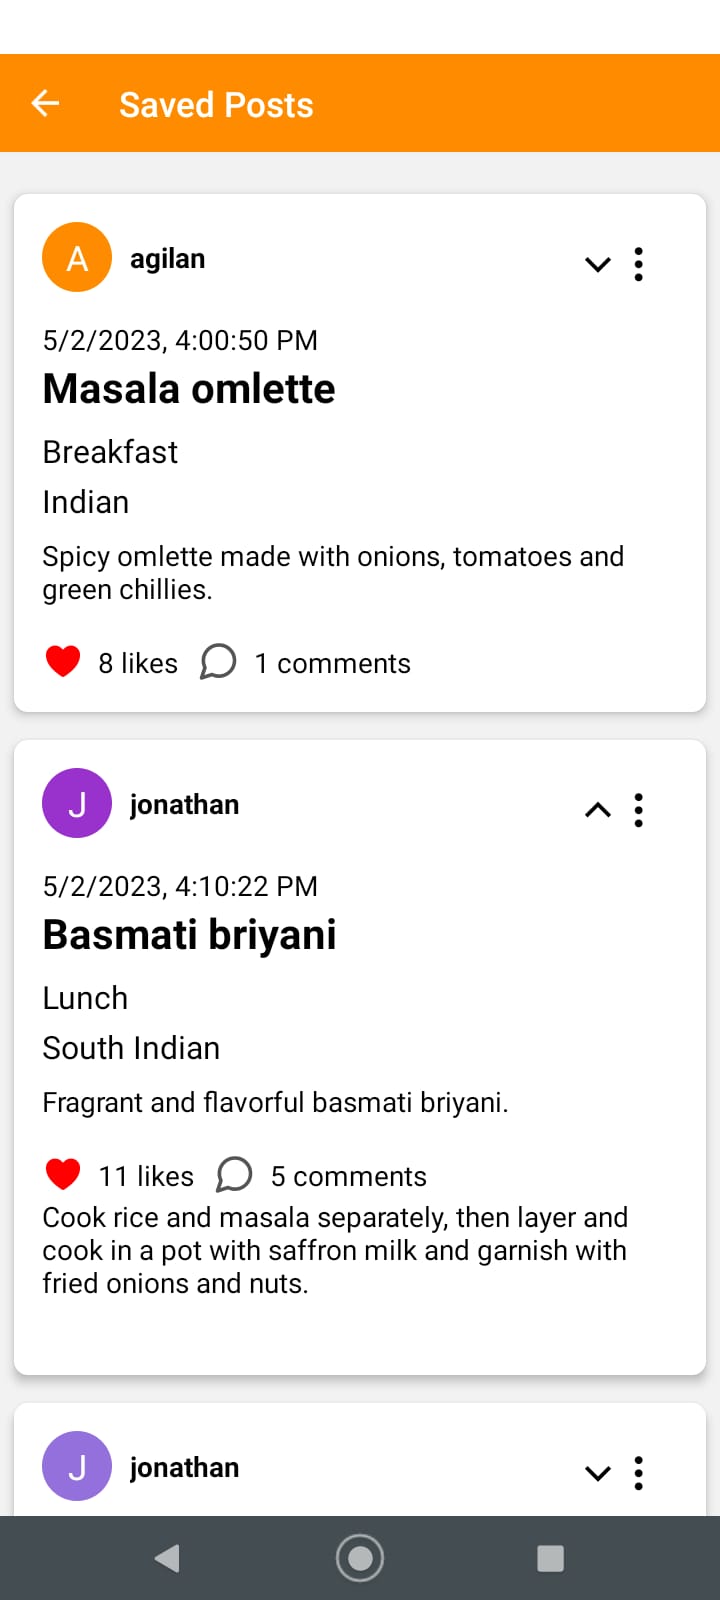 Saved Posts
A
agilan
5/2/2023, 4:00:50 PM
Masala omlette
Breakfast
Indian
Spicy omlette made with onions, tomatoes and
green chillies.
8 likes 1 comments
J
jonathan
5/2/2023, 4:10:22 PM
Basmati briyani
Lunch
South Indian
Fragrant and flavorful basmati briyani.
11 likes 5 comments
Cook rice and masala separately, then layer and
cook in a pot with saffron milk and garnish with
fried onions and nuts.
J
jonathan